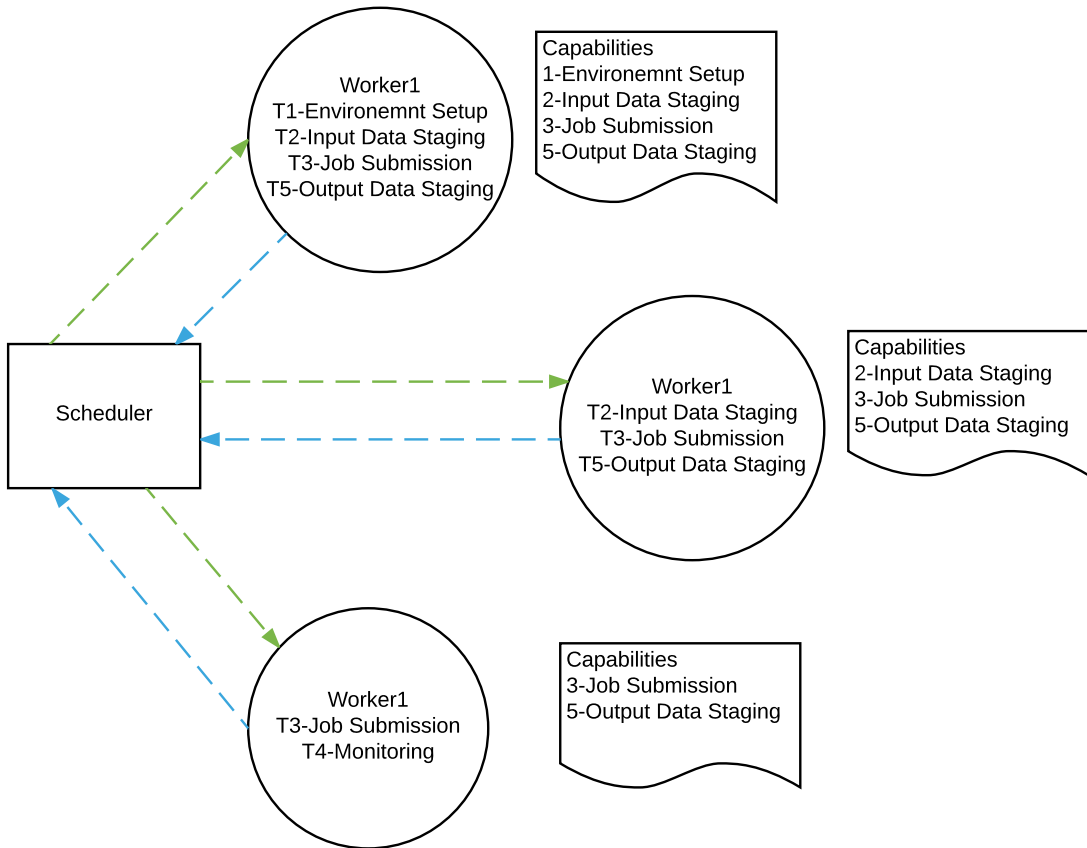 Worker1
T1-Environemnt Setup
T2-Input Data Staging
T3-Job Submission
T5-Output Data Staging
Capabilities
1-Environemnt Setup
2-Input Data Staging
3-Job Submission
5-Output Data Staging
Scheduler
Worker1
T2-Input Data Staging
T3-Job Submission
T5-Output Data Staging
Capabilities
2-Input Data Staging
3-Job Submission
5-Output Data Staging
Worker1
T3-Job Submission
T4-Monitoring
Capabilities
3-Job Submission
5-Output Data Staging